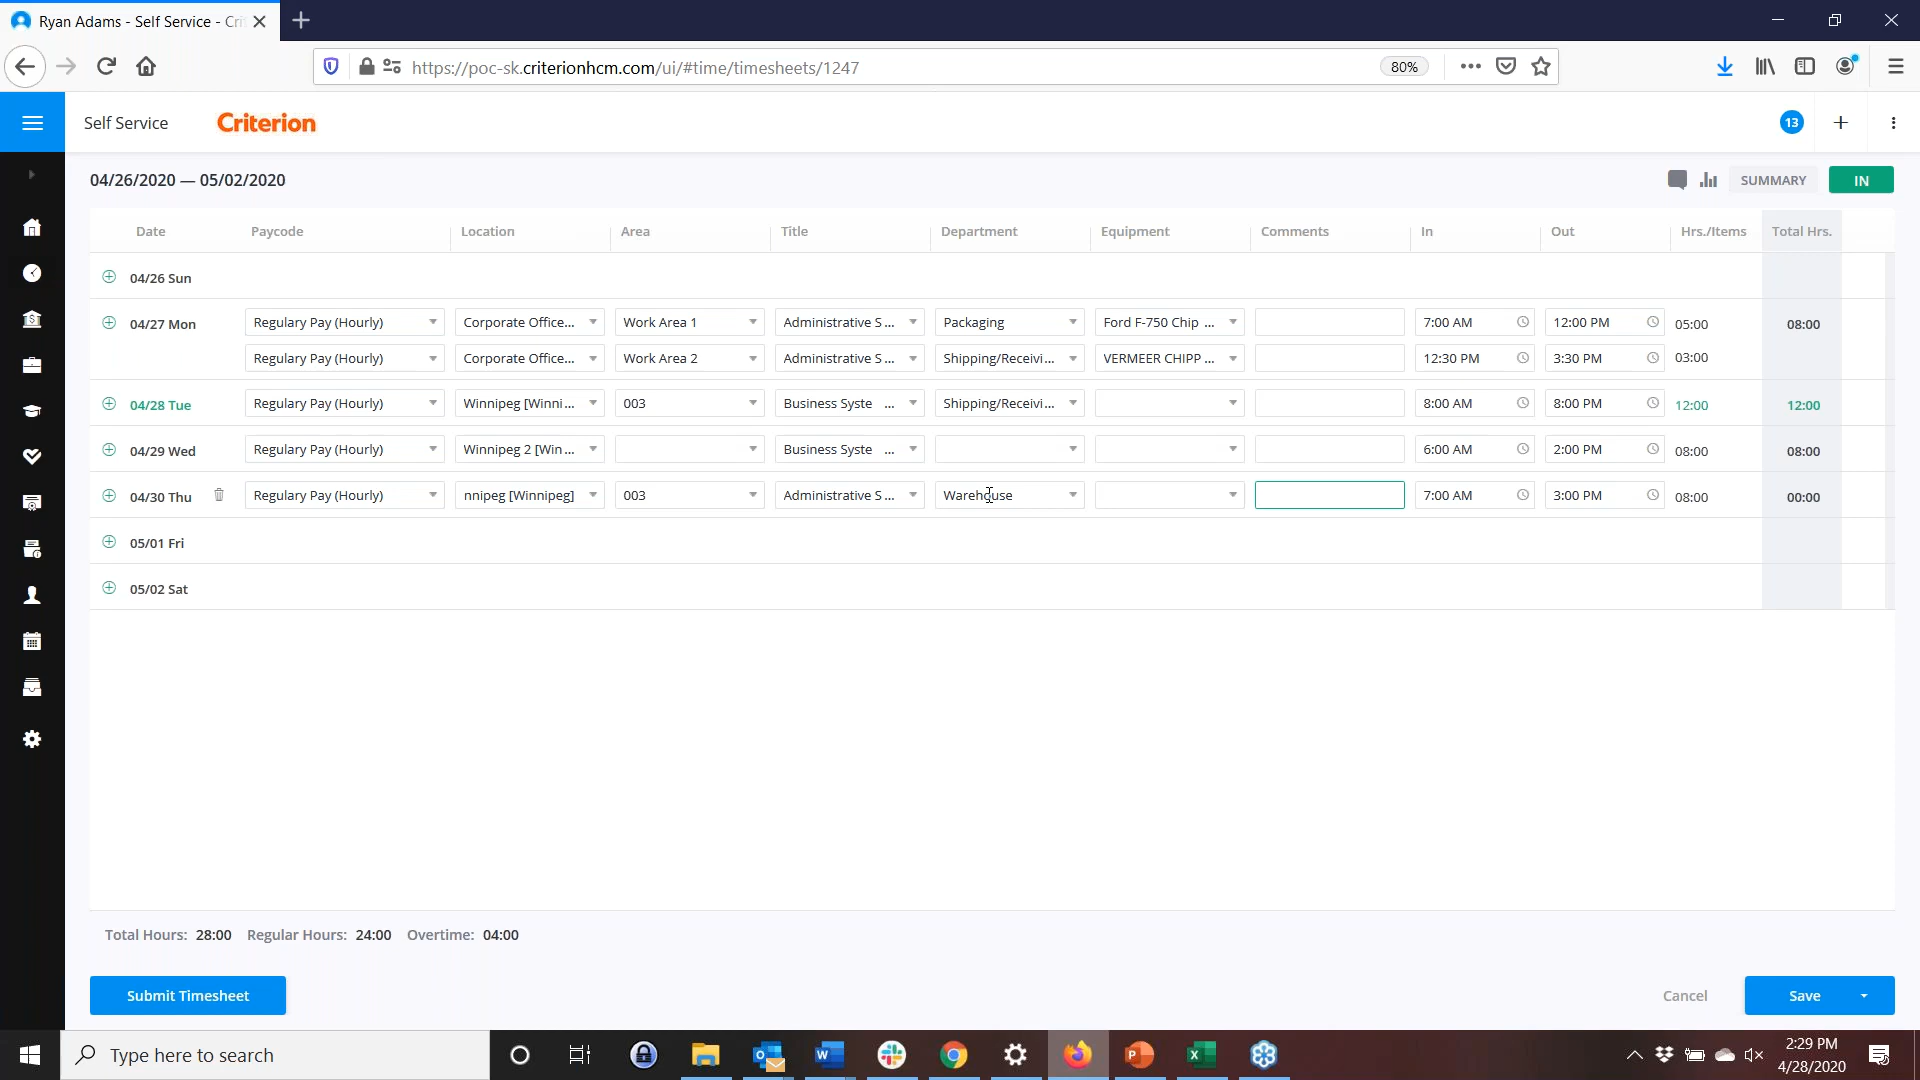 Ryan Adams - Self Service - Cri
https://poc-sk.criterionhcm.com/ui/#time/timesheets/1247
80%
Self Service
Criterion
13
04/26/2020 — 05/02/2020
SUMMARY
IN
Date Paycode Location Area Title Department Equipment Comments In Out Hrs./Items Total Hrs.
04/26 Sun
04/27 Mon Regulary Pay (Hourly) Corporate Office... Work Area 1 Administrative S ... Packaging Ford F-750 Chip ... 7:00 AM 12:00 PM 05:00 08:00
Regulary Pay (Hourly) Corporate Office... Work Area 2 Administrative S ... Shipping/Receivi... VERMEER CHIPP ... 12:30 PM 3:30 PM 03:00
04/28 Tue Regulary Pay (Hourly) Winnipeg [Winni ... 003 Business Syste ... Shipping/Receivi... 8:00 AM 8:00 PM 12:00 12:00
04/29 Wed Regulary Pay (Hourly) Winnipeg 2 [Win ... Business Syste ... 6:00 AM 2:00 PM 08:00 08:00
04/30 Thu Regulary Pay (Hourly) nnipeg [Winnipeg] 003 Administrative S ... Warehouse 7:00 AM 3:00 PM 08:00 00:00
05/01 Fri
05/02 Sat
Total Hours: 28:00 Regular Hours: 24:00 Overtime: 04:00
Submit Timesheet
Cancel
Save
Type here to search
2:29 PM
4/28/2020